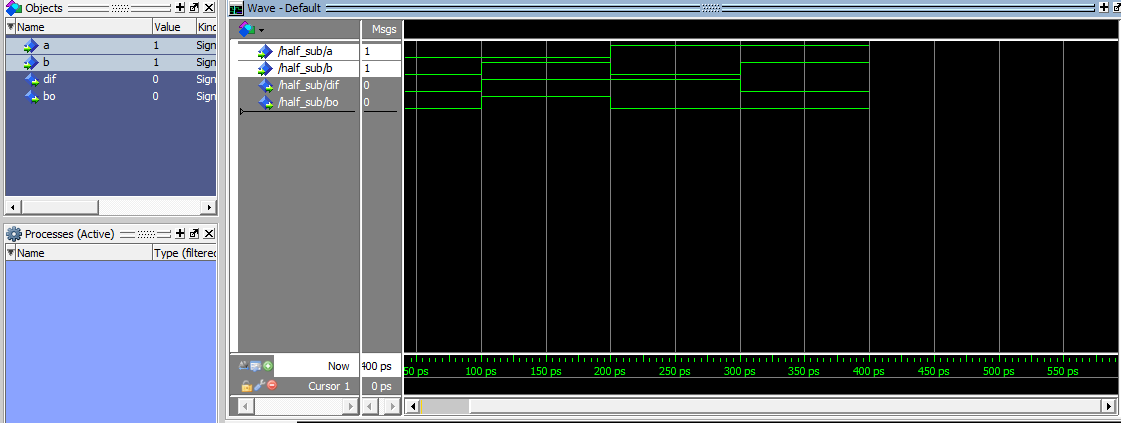 Objects
Name Value Kinc
a 1 Sign
b 1 Sign
dif 0 Sign
bo 0 Sign
Processes (Active)
Name Type (filterec
Wave - Default
Msgs
/half_sub/a 1
/half_sub/b 1
/half_sub/dif 0
/half_sub/bo 0
Now 400 ps
Cursor 1 0 ps
50 ps 100 ps 150 ps 200 ps 250 ps 300 ps 350 ps 400 ps 450 ps 500 ps 550 ps